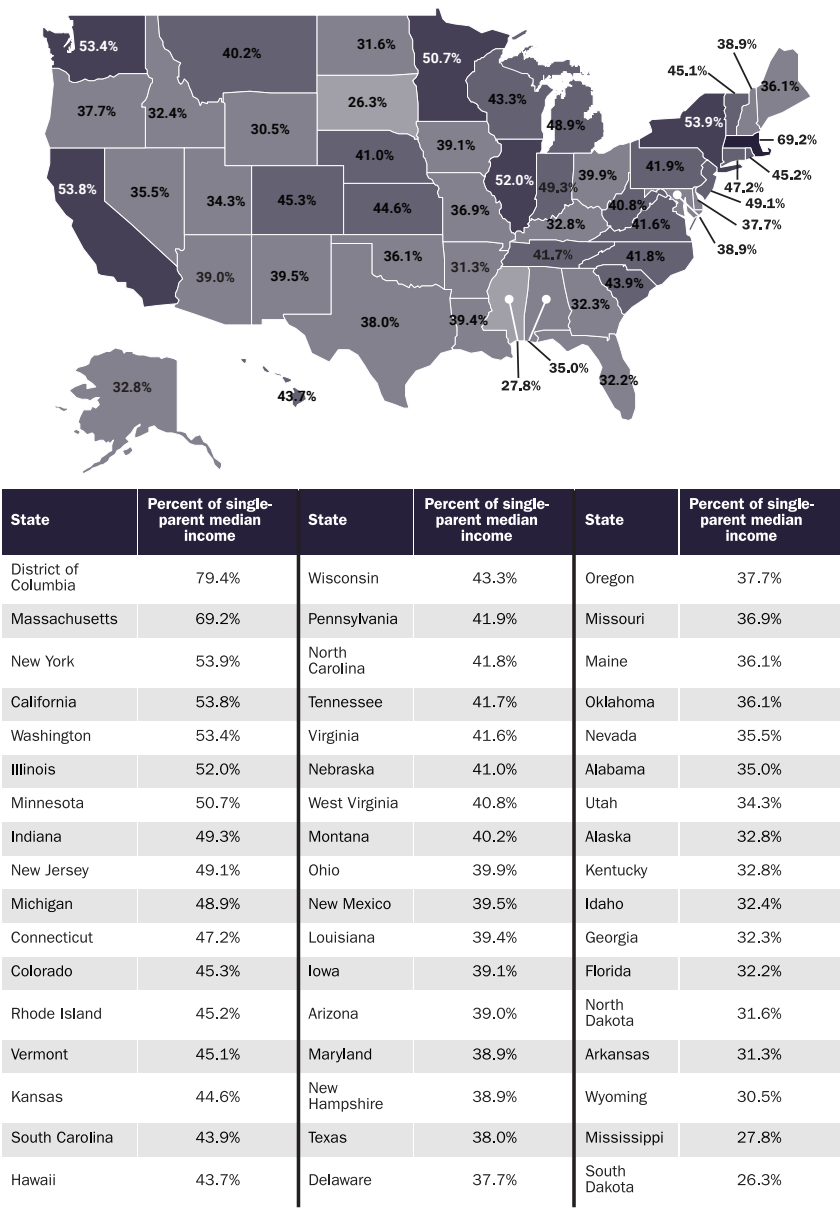 38.9%
53.4%
31.6%
50.7%
40.2%
45.1%
36.1%
37.7%
32.4%
26.3%
43.3%
48.9%
53.9%
69.2%
30.5%
41.0%
39.1%
41.9%
45.2%
53.8%
35.5%
34.3%
45.3%
44.6%
36.9%
52.0%
49.3%
39.9%
47.2%
49.1%
40.8%
37.7%
32.8%
41.6%
38.9%
39.0%
39.5%
36.1%
31.3%
41.7%
41.8%
43.9%
32.3%
38.0%
39.4%
35.0%
27.8%
32.2%
32.8%
43.7%
State Percent of single- State Percent of single- State Percent of single-
parent median parent median parent median
income income income
District of
Columbia 79.4% Wisconsin 43.3% Oregon 37.7%
Massachusetts 69.2% Pennsylvania 41.9% Missouri 36.9%
New York 53.9% North
Carolina 41.8% Maine 36.1%
California 53.8% Tennessee 41.7% Oklahoma 36.1%
Washington 53.4% Virginia 41.6% Nevada 35.5%
Illinois 52.0% Nebraska 41.0% Alabama 35.0%
Minnesota 50.7% West Virginia 40.8% Utah 34.3%
Indiana 49.3% Montana 40.2% Alaska 32.8%
New Jersey 49.1% Ohio 39.9% Kentucky 32.8%
Michigan 48.9% New Mexico 39.5% Idaho 32.4%
Connecticut 47.2% Louisiana 39.4% Georgia 32.3%
Colorado 45.3% Iowa 39.1% Florida 32.2%
Rhode Island 45.2% Arizona 39.0% North
Dakota 31.6%
Vermont 45.1% Maryland 38.9% Arkansas 31.3%
Kansas 44.6% New
Hampshire 38.9% Wyoming 30.5%
South Carolina 43.9% Texas 38.0% Mississippi 27.8%
Hawaii 43.7% Delaware 37.7% South
Dakota 26.3%